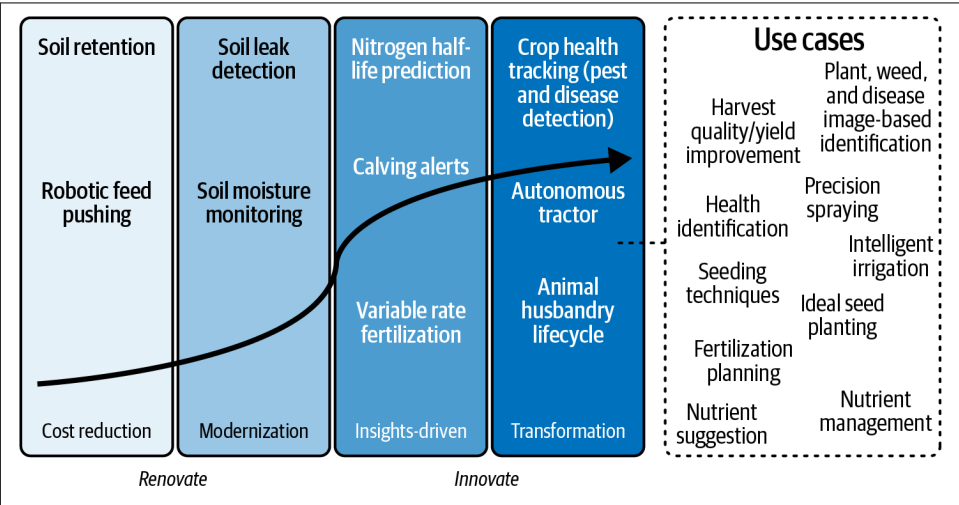 Soil retention
Robotic feed
pushing
Cost reduction
Soil leak
detection
Soil moisture
monitoring
Modernization
Nitrogen half-
life prediction
Calving alerts
Variable rate
fertilization
Insights-driven
Crop health
tracking (pest
and disease
detection)
Autonomous
tractor
Animal
husbandry
lifecycle
Transformation
Renovate
Innovate
Use cases
Plant, weed,
and disease
image-based
identification
Harvest
quality/yield
improvement
Precision
spraying
Health
identification
Intelligent
irrigation
Seeding
techniques
Ideal seed
planting
Fertilization
planning
Nutrient
management
Nutrient
suggestion